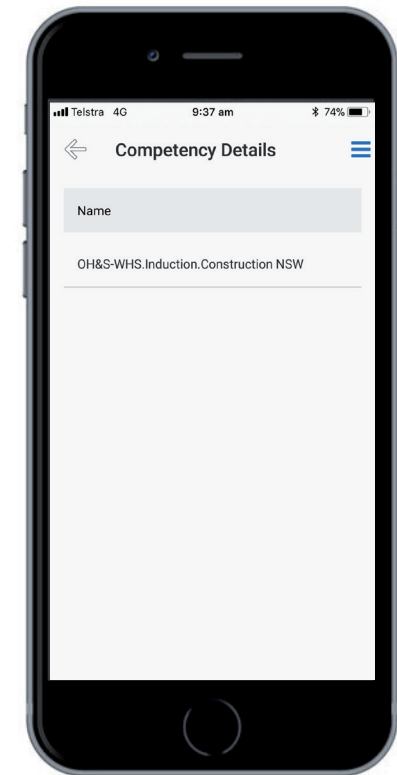 Telstra 4G 9:37 am 74%
Competency Details
Name
OH&S-WHS.Induction.Construction NSW